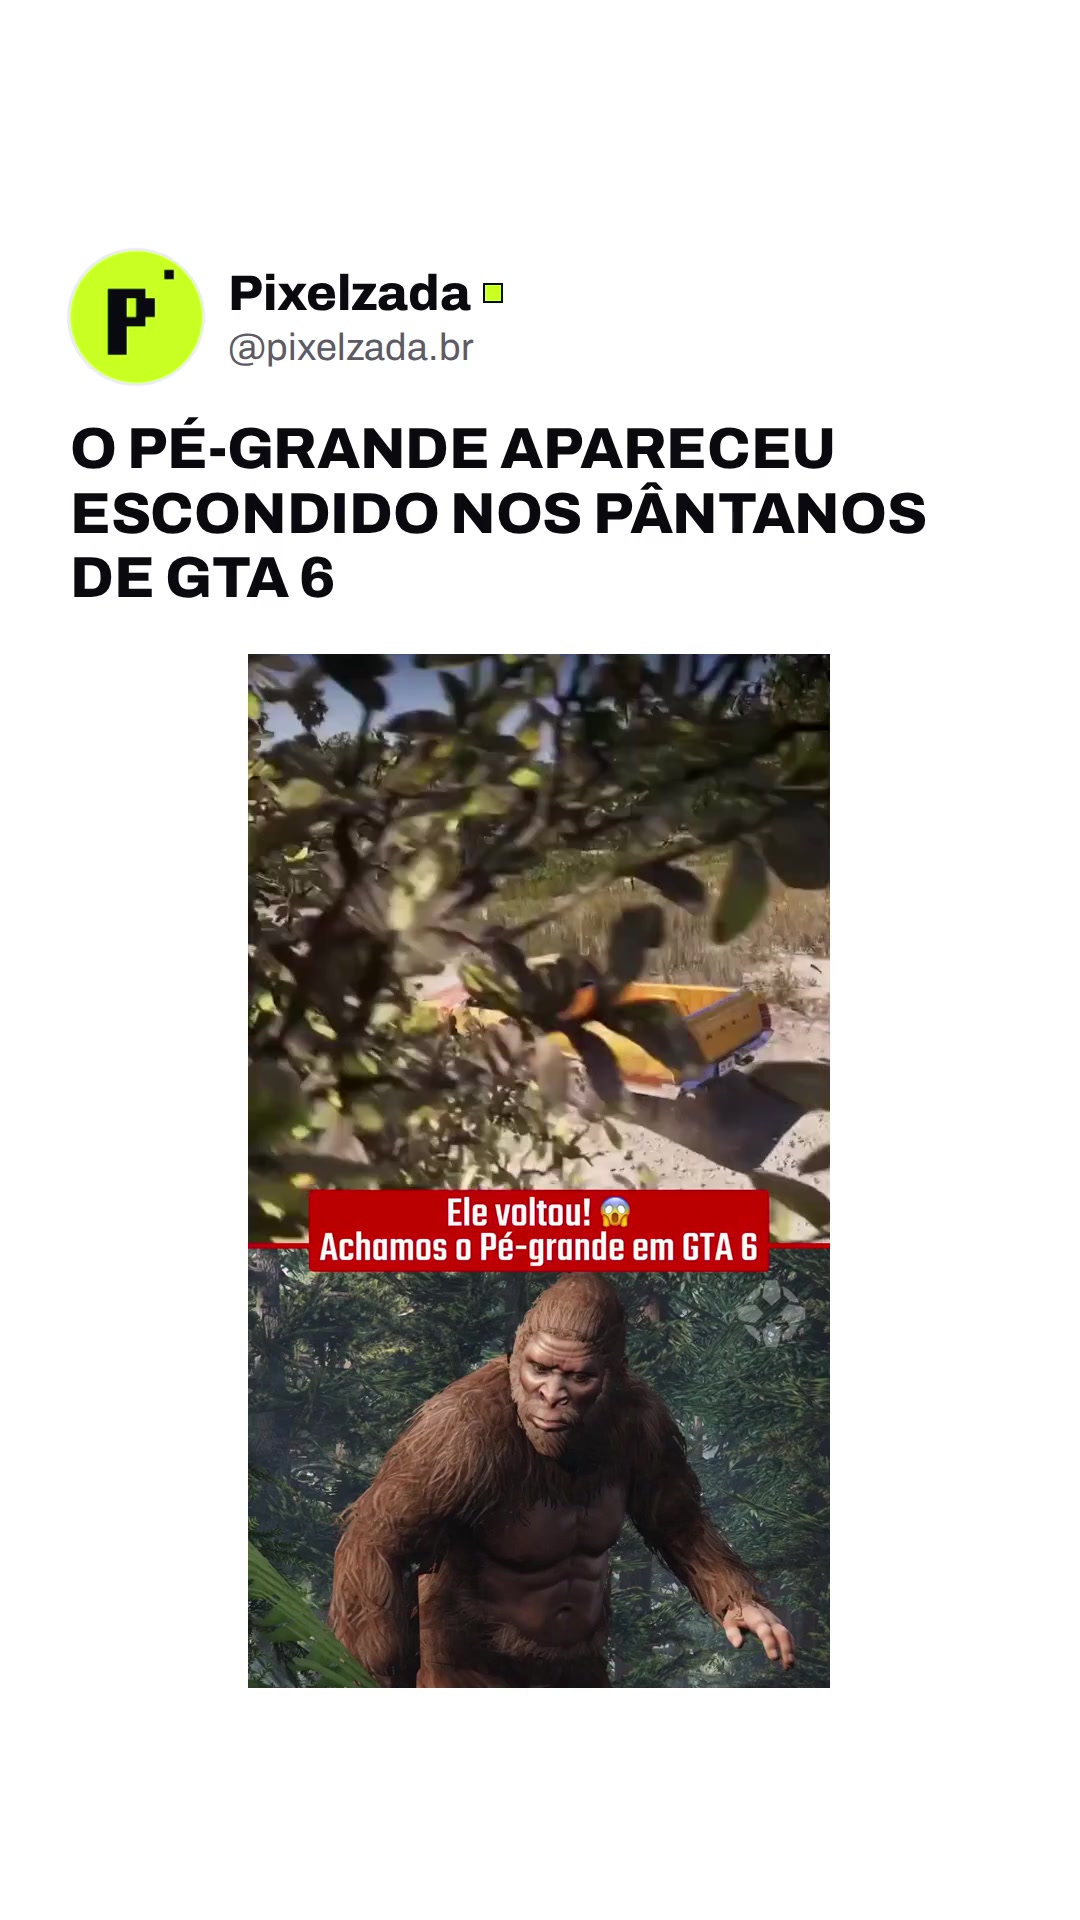 Pixelzada
@pixelzada.br
O PÉ-GRANDE APARECEU
ESCONDIDO NOS PÂNTANOS
DE GTA 6
Ele voltou! 😱
Achamos o Pé-grande em GTA 6